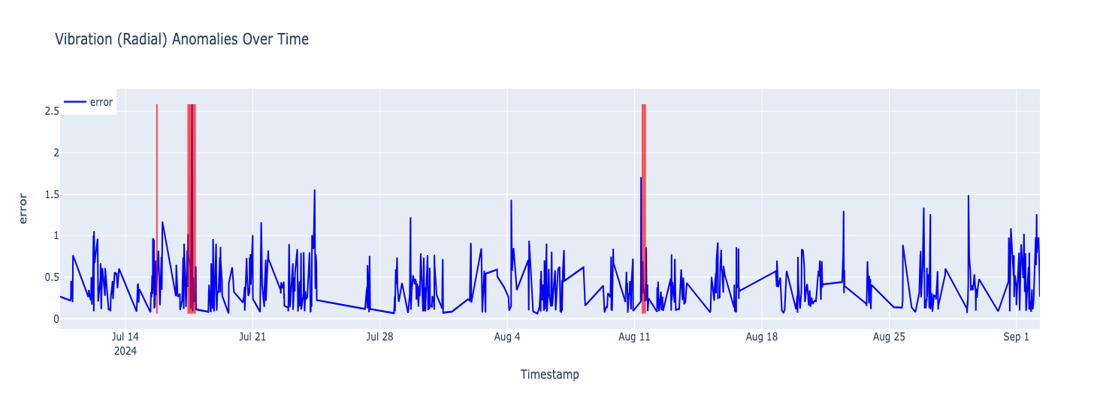 Vibration (Radial) Anomalies Over Time
error
2.5
2
1.5
1
0.5
0
error
Jul 14
2024
Jul 21
Jul 28
Aug 4
Aug 11
Aug 18
Aug 25
Sep 1
Timestamp